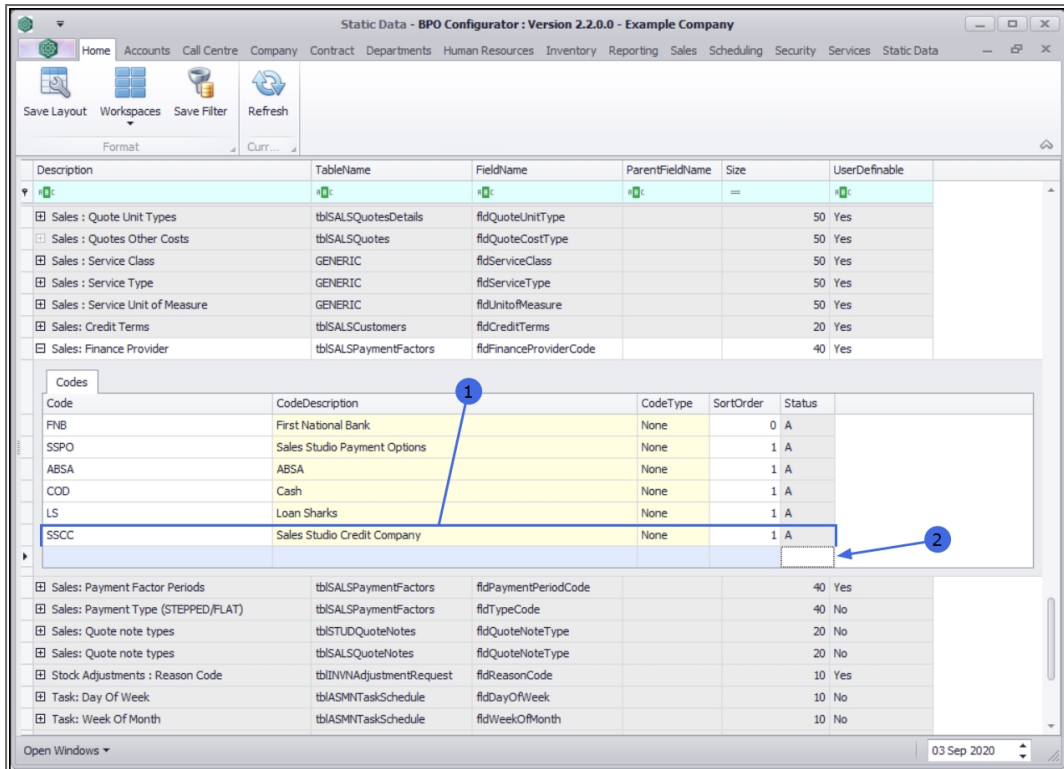 Static Data - BPO Configurator : Version 2.2.0.0 - Example Company
Home Accounts Call Centre Company Contract Departments Human Resources Inventory Reporting Sales Scheduling Security Services Static Data
Save Layout Workspaces Save Filter Refresh
Format Curr...
Description TableName FieldName ParentFieldName Size UserDefinable
Sales : Quote Unit Types tblSALSQuotesDetails fldQuoteUnitType 50 Yes
Sales : Quotes Other Costs tblSALSQuotes fldQuoteCostType 50 Yes
Sales : Service Class GENERIC fldServiceClass 50 Yes
Sales : Service Type GENERIC fldServiceType 50 Yes
Sales : Service Unit of Measure GENERIC fldUnitofMeasure 50 Yes
Sales: Credit Terms tblSALSCustomers fldCreditTerms 20 Yes
Sales: Finance Provider tblSALSPaymentFactors fldFinanceProviderCode 40 Yes
Codes
1
Code CodeDescription CodeType SortOrder Status
FNB First National Bank None 0 A
SSPO Sales Studio Payment Options None 1 A
ABSA ABSA None 1 A
COD Cash None 1 A
LS Loan Sharks None 1 A
SSCC Sales Studio Credit Company None 1 A
2
Sales: Payment Factor Periods tblSALSPaymentFactors fldPaymentPeriodCode 40 Yes
Sales: Payment Type (STEPPED/FLAT) tblSALSPaymentFactors fldTypeCode 40 No
Sales: Quote note types tblSTUDQuoteNotes fldQuoteNoteType 20 No
Sales: Quote note types tblSALSQuoteNotes fldQuoteNoteType 20 No
Stock Adjustments : Reason Code tblINVNAdjustmentRequest fldReasonCode 10 Yes
Task: Day Of Week tblASMNTaskSchedule fldDayOfWeek 10 No
Task: Week Of Month tblASMNTaskSchedule fldWeekOfMonth 10 No
Open Windows 03 Sep 2020